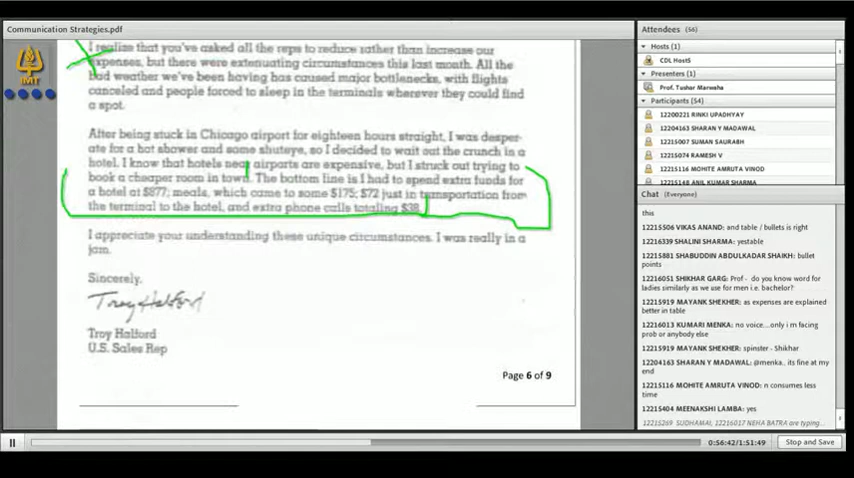 Communication Strategies.pdf
IMT
I realize that you've asked all the reps to reduce rather than increase our
expenses, but there were extenuating circumstances this last month. All the
bad weather we've been having has caused major bottlenecks, with flights
canceled and people forced to sleep in the terminals wherever they could find
a spot.
After being stuck in Chicago airport for eighteen hours straight, I was desper-
ate for a hot shower and some shuteye, so I decided to wait out the crunch in a
hotel. I know that hotels near airports are expensive, but I struck out trying to
book a cheaper room in town. The bottom line is I had to spend extra funds for
a hotel at $877; meals, which came to some $175; $72 just in transportation from
the terminal to the hotel, and extra phone calls totaling $38.
I appreciate your understanding these unique circumstances. I was really in a
jam.
Sincerely,
Troy Halford
Troy Halford
U.S. Sales Rep
Page 6 of 9
Attendees (56)
Hosts (1)
CDL Host5
Presenters (1)
Prof. Tushar Marwaha
Participants (54)
12200221 RINKI UPADHYAY
12204163 SHARAN Y MADAWAL
12215007 SUMAN SAURABH
12215074 RAMESH V
12215116 MOHITE AMRUTA VINOD
12215148 ANIL KUMAR SHARMA
Chat (Everyone)
this
12215506 VIKAS ANAND: and table / bullets is right
12216339 SHALINI SHARMA: yestable
12215881 SHABUDDIN ABDULKADAR SHAIKH: bullet
points
12216051 SHIKHAR GARG: Prof - do you know word for
ladies similarly as we use for men i.e. bachelor?
12215919 MAYANK SHEKHER: as expenses are explained
better in table
12216013 KUMARI MENKA: no voice....only i m facing
prob or anybody else
12215919 MAYANK SHEKHER: spinster - Shikhar
12204163 SHARAN Y MADAWAL: @menka.. its fine at my
end
12215116 MOHITE AMRUTA VINOD: n consumes less
time
12215404 MEENAKSHI LAMBA: yes
12215269 SUDHAMAI, 12216017 NEHA BATRA are typing...
0:56:42/1:51:49
Stop and Save